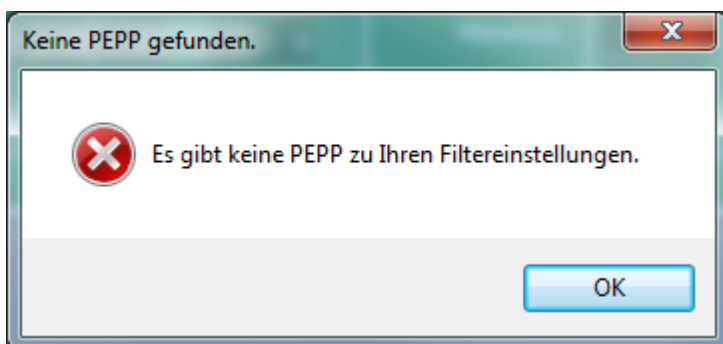 Keine PEPP gefunden.
Es gibt keine PEPP zu Ihren Filtereinstellungen.
OK